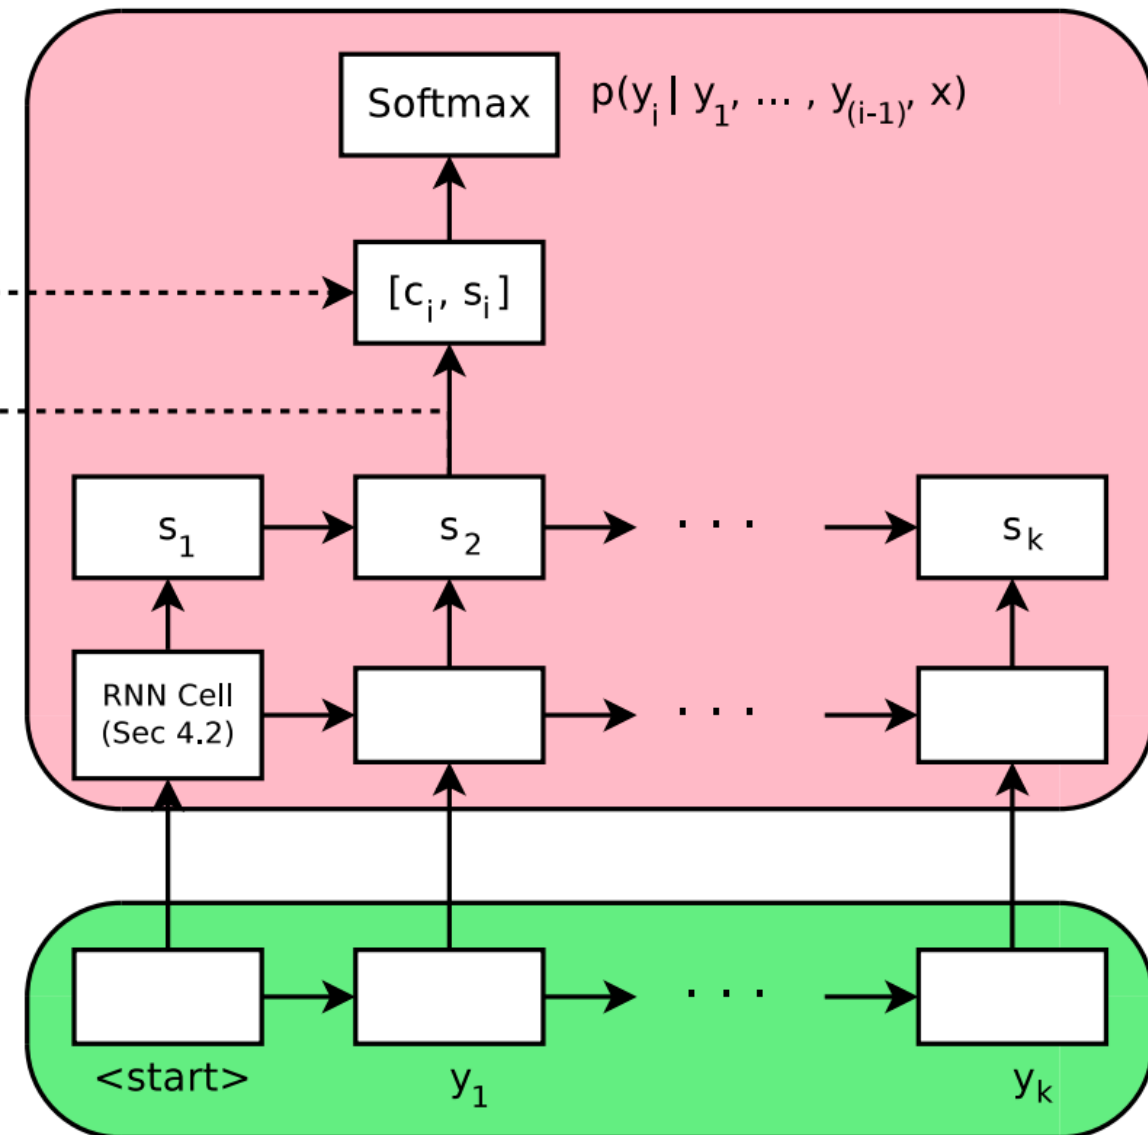 Softmax
p(y_i | y_1, ... , y_(i-1), x)
[c_i, s_i]
s_1
s_2
. . .
s_k
RNN Cell
(Sec 4.2)
. . .
. . .
<start>
y_1
y_k